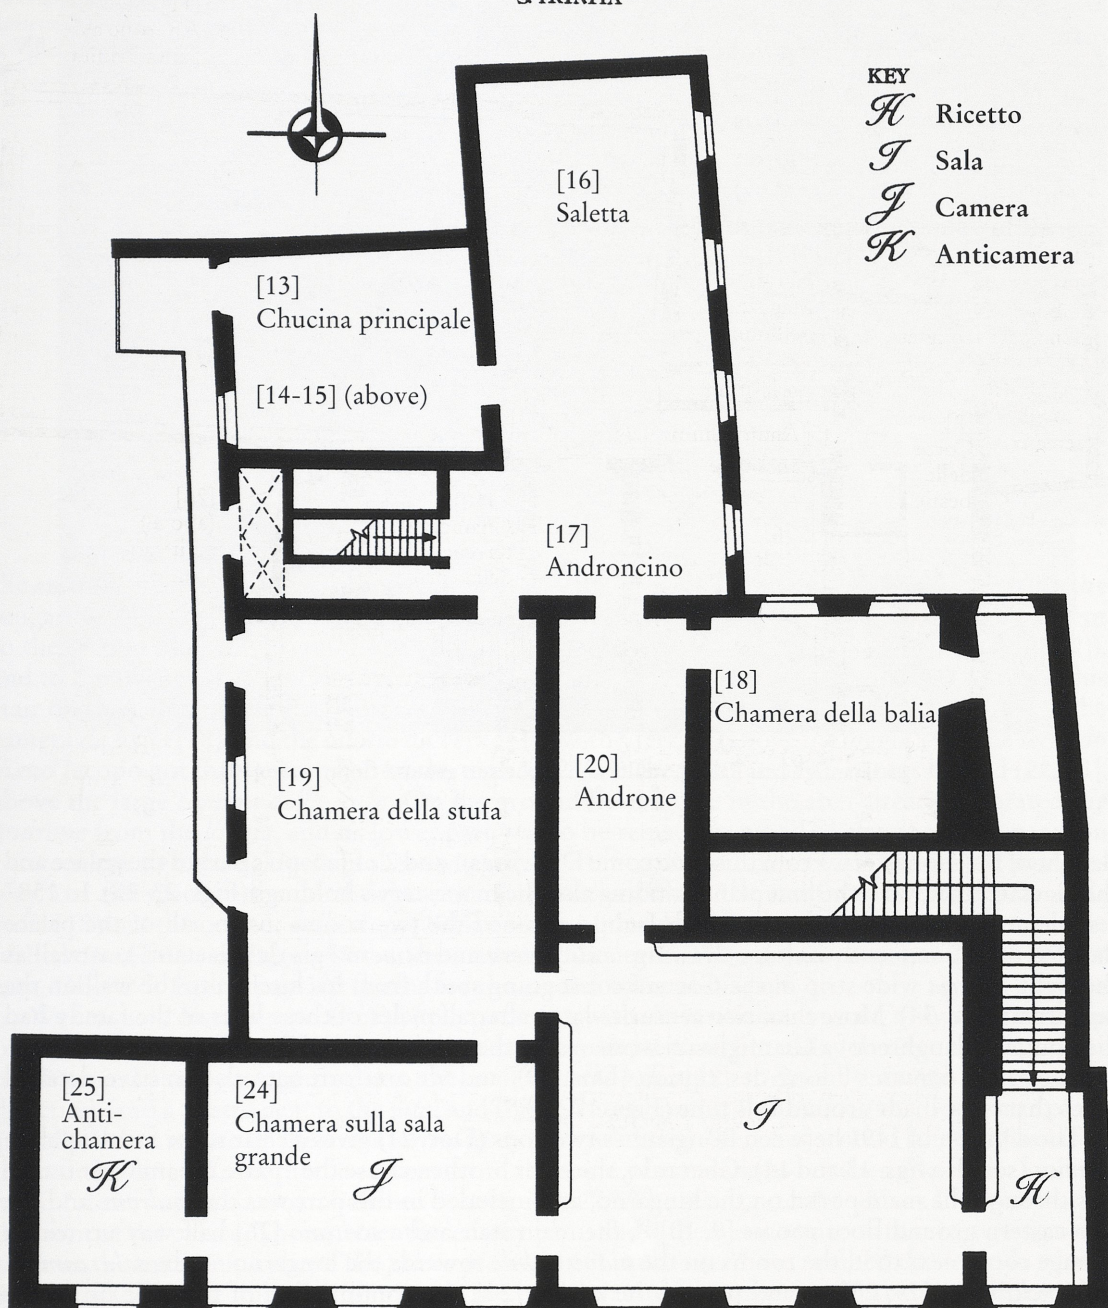 KEY
H Ricetto
I Sala
J Camera
K Anticamera
[16]
Saletta
[13]
Chucina principale
[14-15] (above)
[17]
Androncino
[18]
Chamera della balia
[19]
Chamera della stufa
[20]
Androne
[25]
Anti-
chamera
K
[24]
Chamera sulla sala
grande
J
I
H